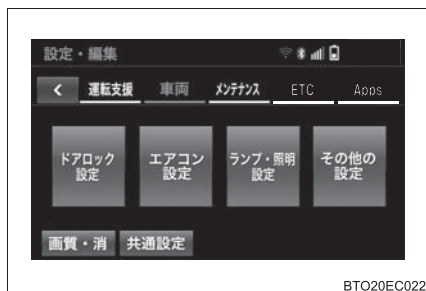 設定・編集
運転支援 車両 メンテナンス ETC Apps
ドアロック
設定
エアコン
設定
ランプ・照明
設定
その他の
設定
画質・消 共通設定
BTO20EC022